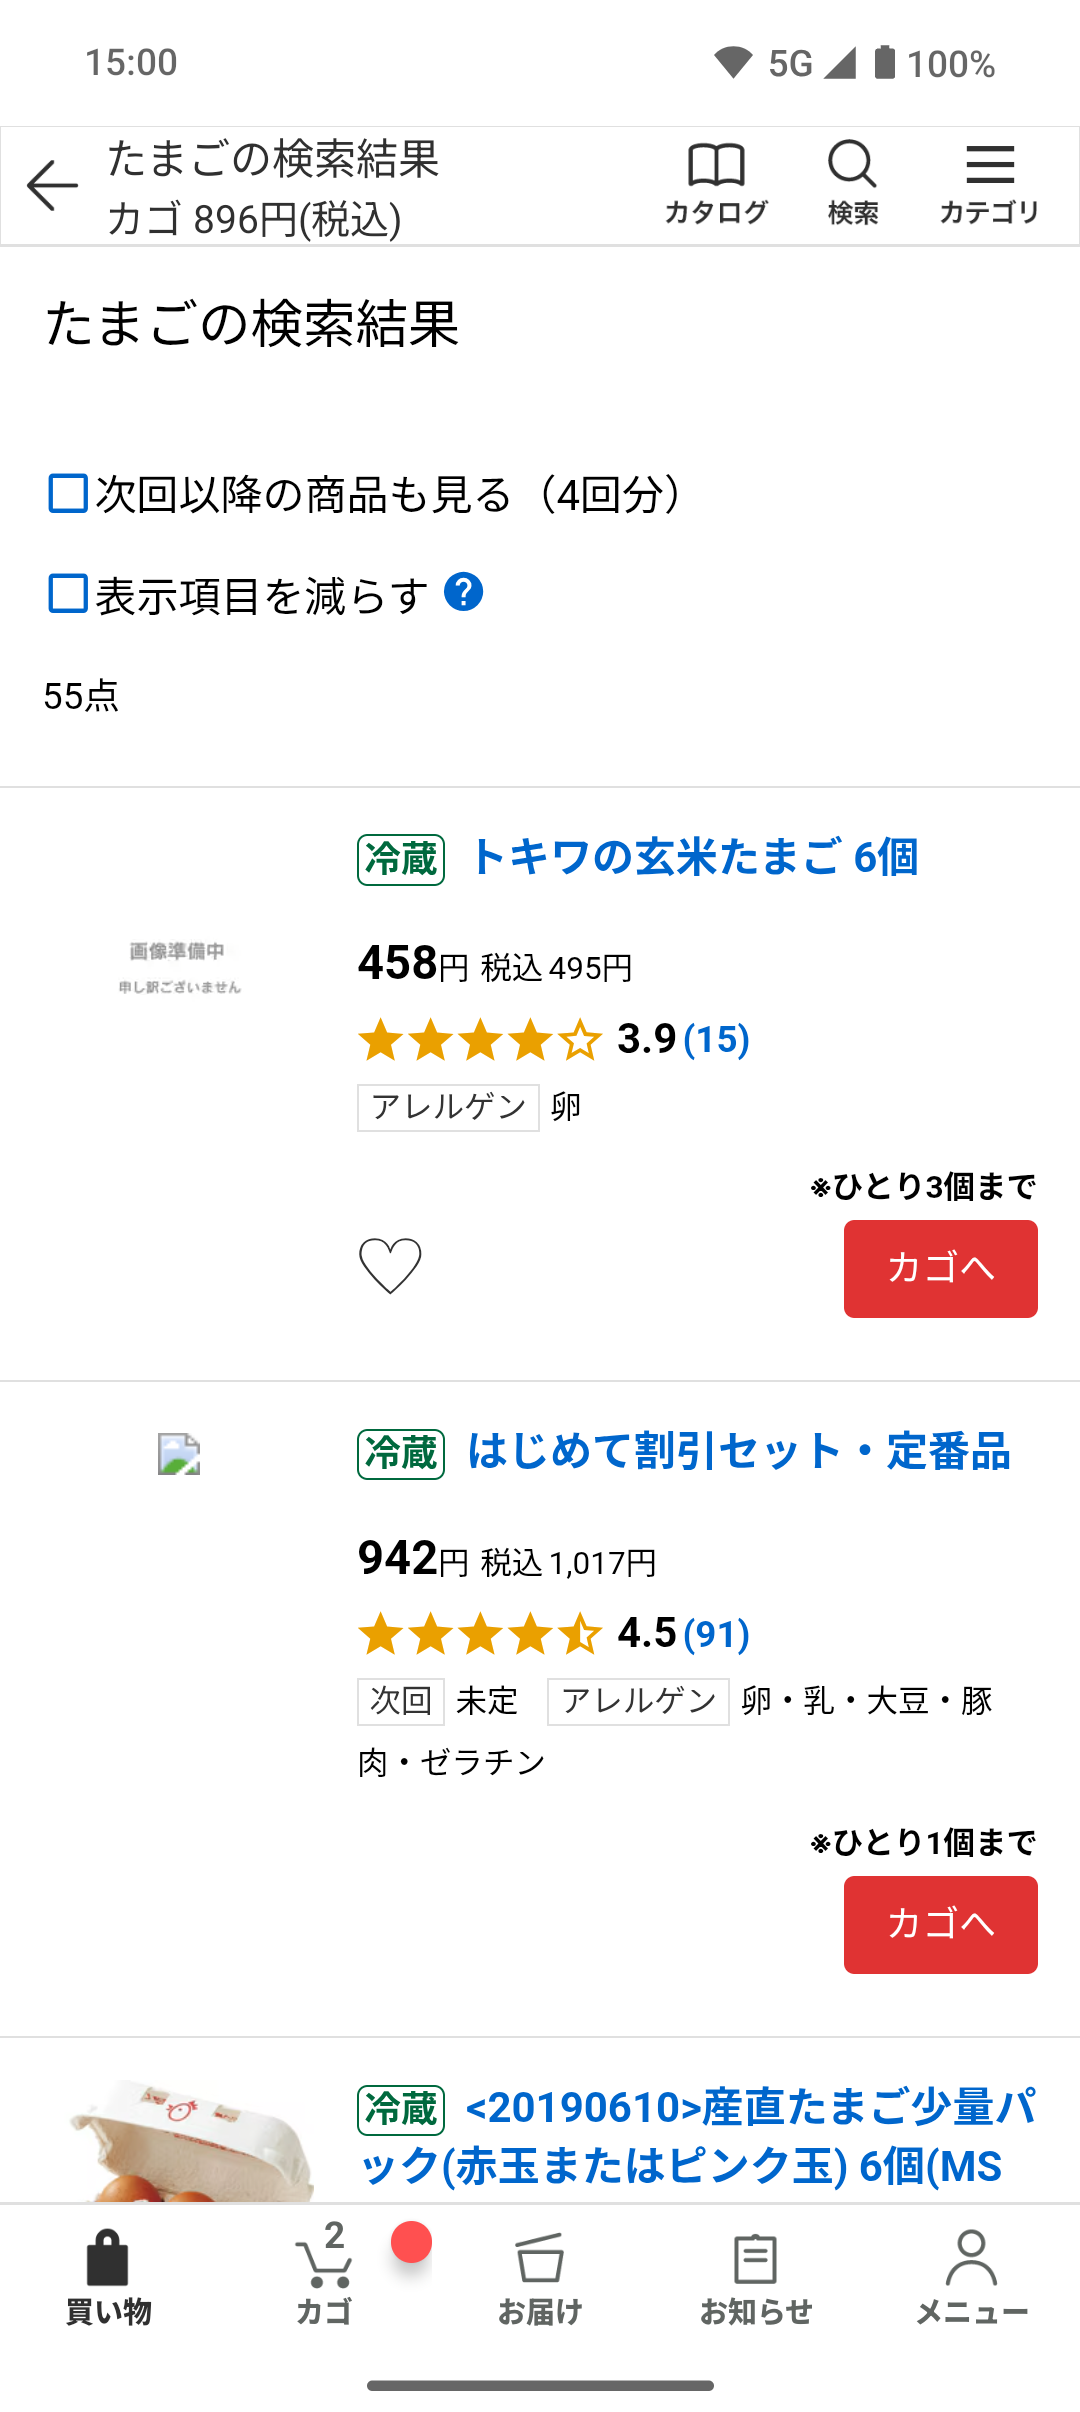 15:00
5G 100%
たまごの検索結果
カゴ 896円(税込)
カタログ
検索
カテゴリ
たまごの検索結果
次回以降の商品も見る（4回分）
表示項目を減らす ?
55点
冷蔵 トキワの玄米たまご 6個
画像準備中
申し訳ございません
458円 税込 495円
3.9 (15)
アレルゲン 卵
※ひとり3個まで
カゴへ
冷蔵 はじめて割引セット・定番品
942円 税込 1,017円
4.5 (91)
次回 未定 アレルゲン 卵・乳・大豆・豚
肉・ゼラチン
※ひとり1個まで
カゴへ
冷蔵 <20190610>産直たまご少量パ
ック(赤玉またはピンク玉) 6個(MS
2
買い物
カゴ
お届け
お知らせ
メニュー